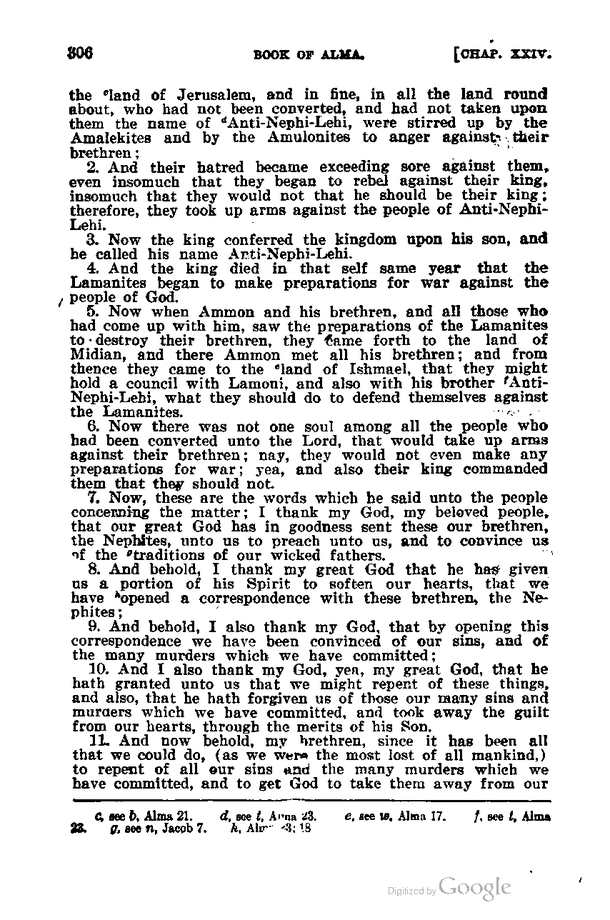 306 BOOK OF ALMA. [CHAP. XXIV.
the ᶜland of Jerusalem, and in fine, in all the land round
about, who had not been converted, and had not taken upon
them the name of ᵈAnti-Nephi-Lehi, were stirred up by the
Amalekites and by the Amulonites to anger against their
brethren;
2. And their hatred became exceeding sore against them,
even insomuch that they began to rebel against their king,
insomuch that they would not that he should be their king;
therefore, they took up arms against the people of Anti-Nephi-
Lehi.
3. Now the king conferred the kingdom upon his son, and
he called his name Anti-Nephi-Lehi.
4. And the king died in that self same year that the
Lamanites began to make preparations for war against the
people of God.
5. Now when Ammon and his brethren, and all those who
had come up with him, saw the preparations of the Lamanites
to destroy their brethren, they came forth to the land of
Midian, and there Ammon met all his brethren; and from
thence they came to the ᵉland of Ishmael, that they might
hold a council with Lamoni, and also with his brother ᶠAnti-
Nephi-Lehi, what they should do to defend themselves against
the Lamanites.
6. Now there was not one soul among all the people who
had been converted unto the Lord, that would take up arms
against their brethren; nay, they would not even make any
preparations for war; yea, and also their king commanded
them that they should not.
7. Now, these are the words which he said unto the people
concerning the matter; I thank my God, my beloved people,
that our great God has in goodness sent these our brethren,
the Nephites, unto us to preach unto us, and to convince us
of the ᵍtraditions of our wicked fathers.
8. And behold, I thank my great God that he has given
us a portion of his Spirit to soften our hearts, that we
have ʰopened a correspondence with these brethren, the Ne-
phites;
9. And behold, I also thank my God, that by opening this
correspondence we have been convinced of our sins, and of
the many murders which we have committed;
10. And I also thank my God, yea, my great God, that he
hath granted unto us that we might repent of these things,
and also, that he hath forgiven us of those our many sins and
murders which we have committed, and took away the guilt
from our hearts, through the merits of his Son.
11. And now behold, my brethren, since it has been all
that we could do, (as we were the most lost of all mankind,)
to repent of all our sins and the many murders which we
have committed, and to get God to take them away from our
c, see b, Alma 21. d, see l, Alma 23. e, see w, Alma 17. f, see l, Alma
23. g, see n, Jacob 7. h, 18
Digitized by Google